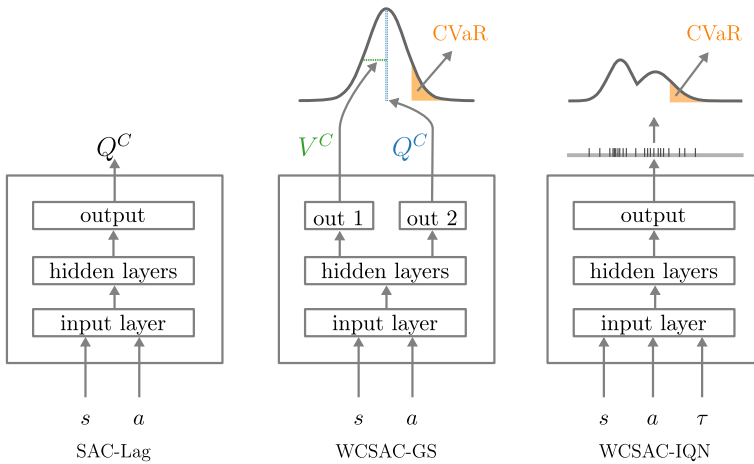 CVaR
CVaR
Q^C
V^C
Q^C
output
out 1
out 2
output
hidden layers
hidden layers
hidden layers
input layer
input layer
input layer
s
a
s
a
s
a
τ
SAC-Lag
WCSAC-GS
WCSAC-IQN